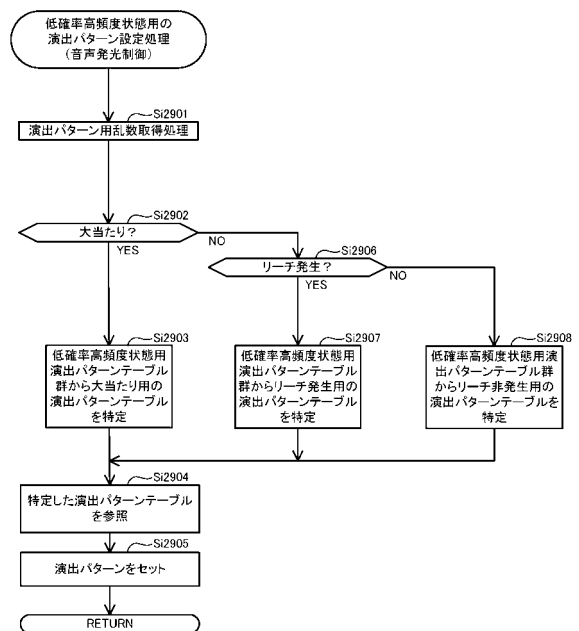 低確率高頻度状態用の
演出パターン設定処理
(音声発光制御)
Si2901
演出パターン用乱数取得処理
Si2902
大当たり?
YES
NO
Si2906
リーチ発生?
YES
NO
Si2903
低確率高頻度状態用
演出パターンテーブル
群から大当たり用の
演出パターンテーブル
を特定
Si2907
低確率高頻度状態用
演出パターンテーブル
群からリーチ発生用の
演出パターンテーブル
を特定
Si2908
低確率高頻度状態用演
出パターンテーブル群
からリーチ非発生用の
演出パターンテーブルを
特定
Si2904
特定した演出パターンテーブル
を参照
Si2905
演出パターンをセット
RETURN